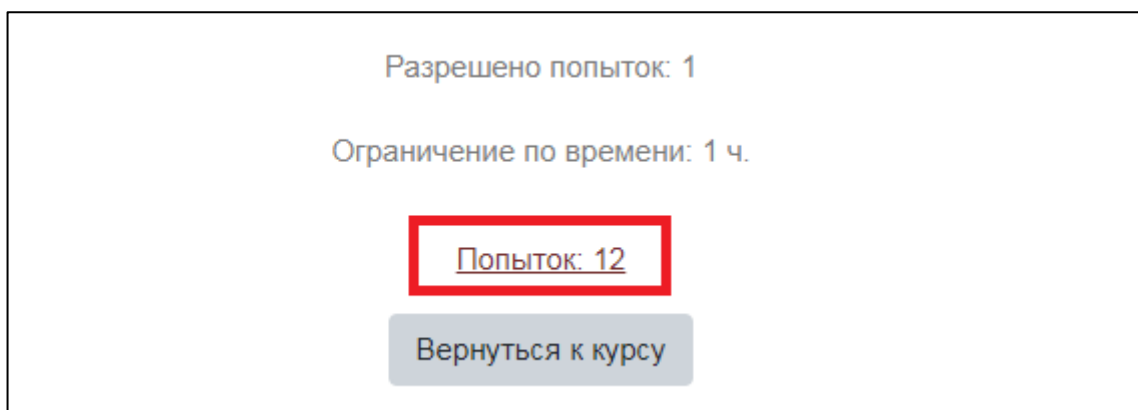 Разрешено попыток: 1
Ограничение по времени: 1 ч.
Попыток: 12
Вернуться к курсу